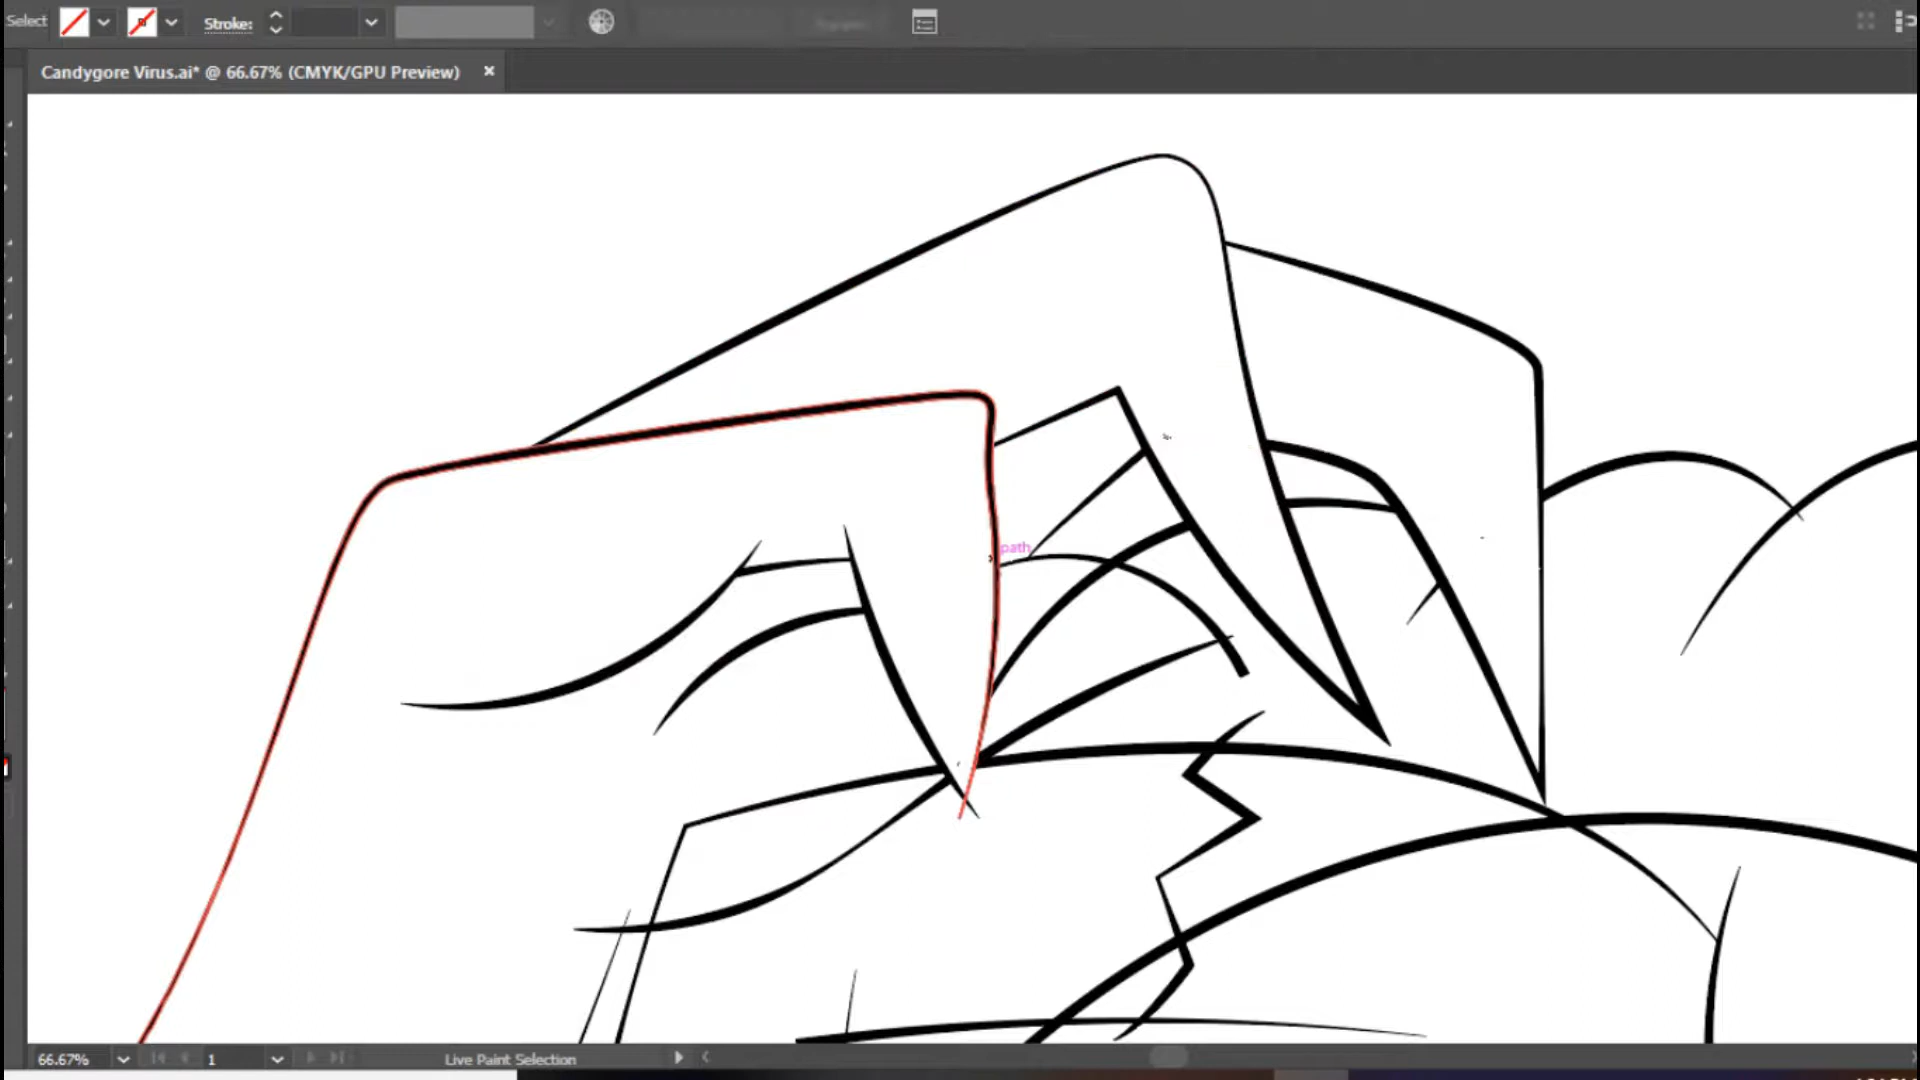 Select
Stroke:
Candygore Virus.ai* @ 66.67% (CMYK/GPU Preview) ×
path
66.67%
1
Live Paint Selection